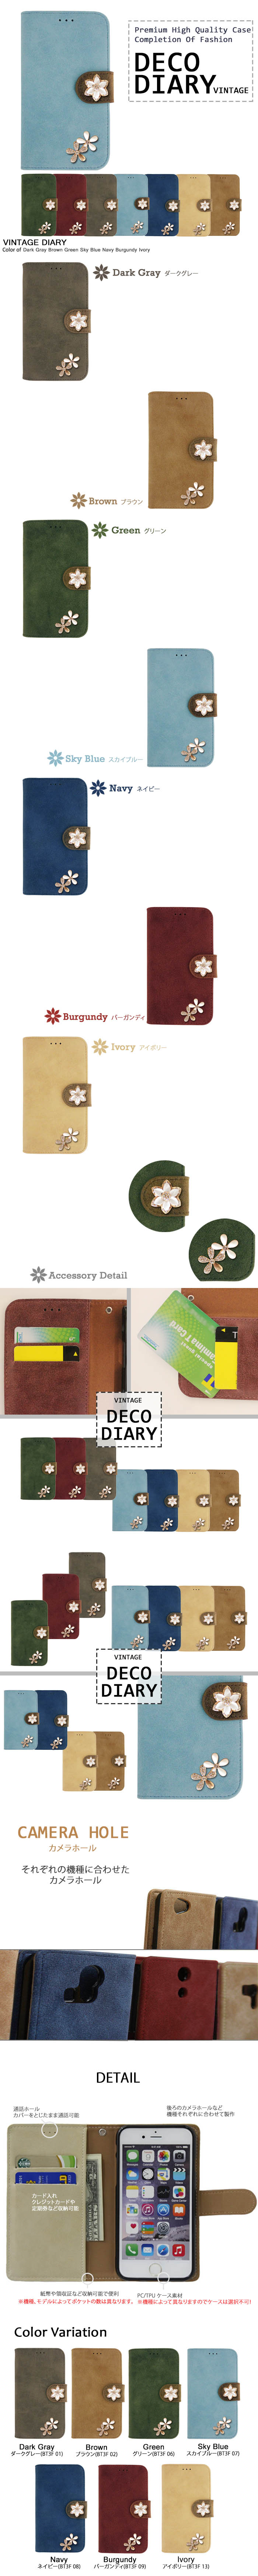 Premium High Quality Case
Completion Of Fashion
DECO
DIARY VINTAGE
VINTAGE DIARY
Color of Dark Gray Brown Green Sky Blue Navy Burgundy Ivory
Dark Gray ダークグレー
Brown ブラウン
Green グリーン
Sky Blue スカイブルー
Navy ネイビー
Burgundy バーガンディ
Ivory アイボリー
Accessory Detail
VINTAGE
DECO
DIARY
VINTAGE
DECO
DIARY
CAMERA HOLE
カメラホール
それぞれの機種に合わせた
カメラホール
DETAIL
通話ホール
カバーをとじたまま通話可能
後ろのカメラホールなど
機種それぞれに合わせて製作
カード入れ
クレジットカードや
定期券など収納可能
紙幣や領収証など収納可能で便利
PC/TPU ケース素材
※機種、モデルによってポケットの数は異なります。
※機種によって異なりますのでケースは選択不可)
Color Variation
Dark Gray
ダークグレー(BT3F 01)
Brown
ブラウン(BT3F 02)
Green
グリーン(BT3F 06)
Sky Blue
スカイブルー(BT3F 07)
Navy
ネイビー(BT3F 08)
Burgundy
バーガンディ(BT3F 09)
Ivory
アイボリー(BT3F 13)